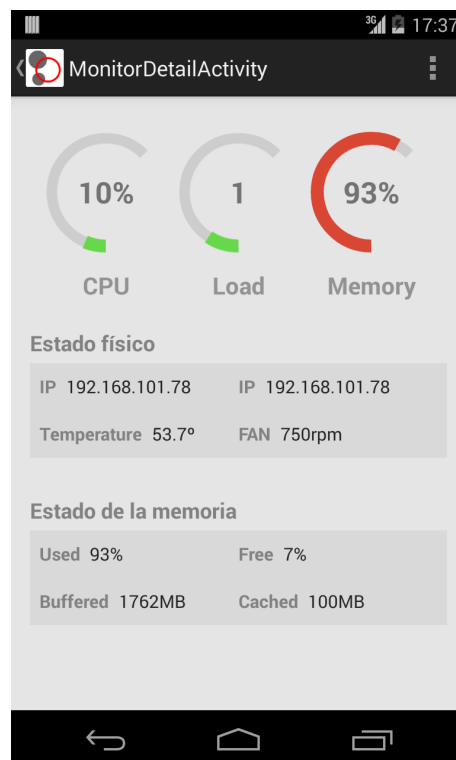 3G 17:37
MonitorDetailActivity
10% 1 93%
CPU Load Memory
Estado físico
IP 192.168.101.78 IP 192.168.101.78
Temperature 53.7º FAN 750rpm
Estado de la memoria
Used 93% Free 7%
Buffered 1762MB Cached 100MB